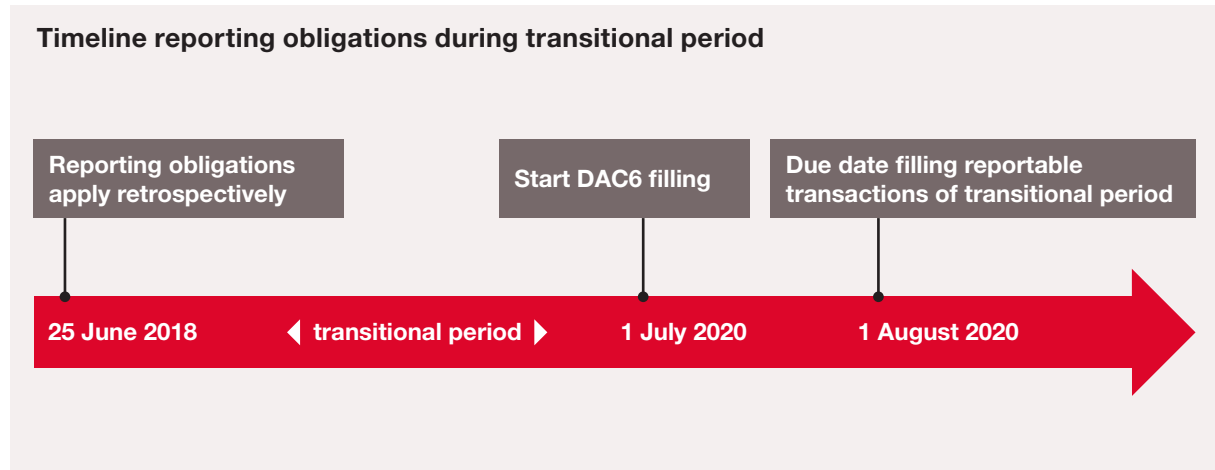 Timeline reporting obligations during transitional period
Reporting obligations
apply retrospectively
Start DAC6 filling
Due date filling reportable
transactions of transitional period
25 June 2018
transitional period
1 July 2020
1 August 2020